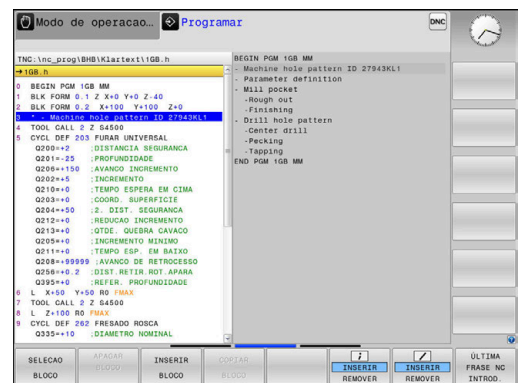 Modo de operacao...
Programar
DNC
TNC:\nc_prog\BHB\Klartext\1GB.h
→1GB.h
0 BEGIN PGM 1GB MM
1 BLK FORM 0.1 Z X+0 Y+0 Z-40
2 BLK FORM 0.2 X+100 Y+100 Z+0
3 * - Machine hole pattern ID 27943KL1
4 TOOL CALL 2 Z S4500
5 CYCL DEF 203 FURAR UNIVERSAL
Q200=+2 ;DISTANCIA SEGURANCA
Q201=-25 ;PROFUNDIDADE
Q206=+150 ;AVANCO INCREMENTO
Q202=+5 ;INCREMENTO
Q210=+0 ;TEMPO ESPERA EM CIMA
Q203=+0 ;COORD. SUPERFICIE
Q204=+50 ;2. DIST. SEGURANCA
Q212=+0 ;REDUCAO INCREMENTO
Q213=+0 ;QTDE. QUEBRA CAVACO
Q205=+0 ;INCREMENTO MINIMO
Q211=+0 ;TEMPO ESP. EM BAIXO
Q208=+99999 ;AVANCO DE RETROCESSO
Q256=+0.2 ;DIST.RETIR.ROT.APARA
Q395=+0 ;REFER. PROFUNDIDADE
6 L X+50 Y+50 R0 FMAX
7 TOOL CALL 2 Z S4500
8 L Z+100 R0 FMAX
9 CYCL DEF 262 FRESADO ROSCA
Q335=+10 ;DIAMETRO NOMINAL
BEGIN PGM 1GB MM
- Machine hole pattern ID 27943KL1
- Parameter definition
- Mill pocket
-Rough out
-Finishing
- Drill hole pattern
-Center drill
-Pecking
-Tapping
END PGM 1GB MM
SELECAO
BLOCO
APAGAR
BLOCO
INSERIR
BLOCO
COPIAR
BLOCO
;
INSERIR
REMOVER
/
INSERIR
REMOVER
ÚLTIMA
FRASE NC
INTROD.